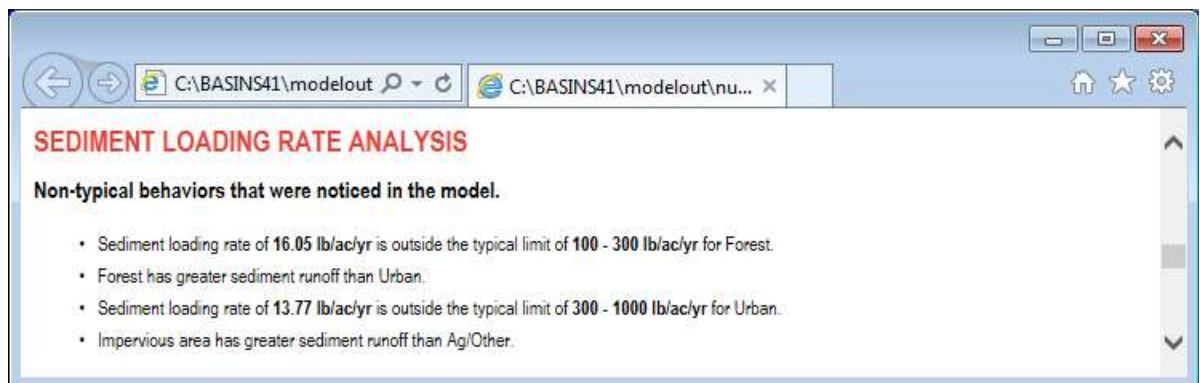 C:\BASINS41\modelout
C:\BASINS41\modelout\nu...
SEDIMENT LOADING RATE ANALYSIS
Non-typical behaviors that were noticed in the model.
• Sediment loading rate of 16.05 lb/ac/yr is outside the typical limit of 100 - 300 lb/ac/yr for Forest.
• Forest has greater sediment runoff than Urban.
• Sediment loading rate of 13.77 lb/ac/yr is outside the typical limit of 300 - 1000 lb/ac/yr for Urban.
• Impervious area has greater sediment runoff than Ag/Other.